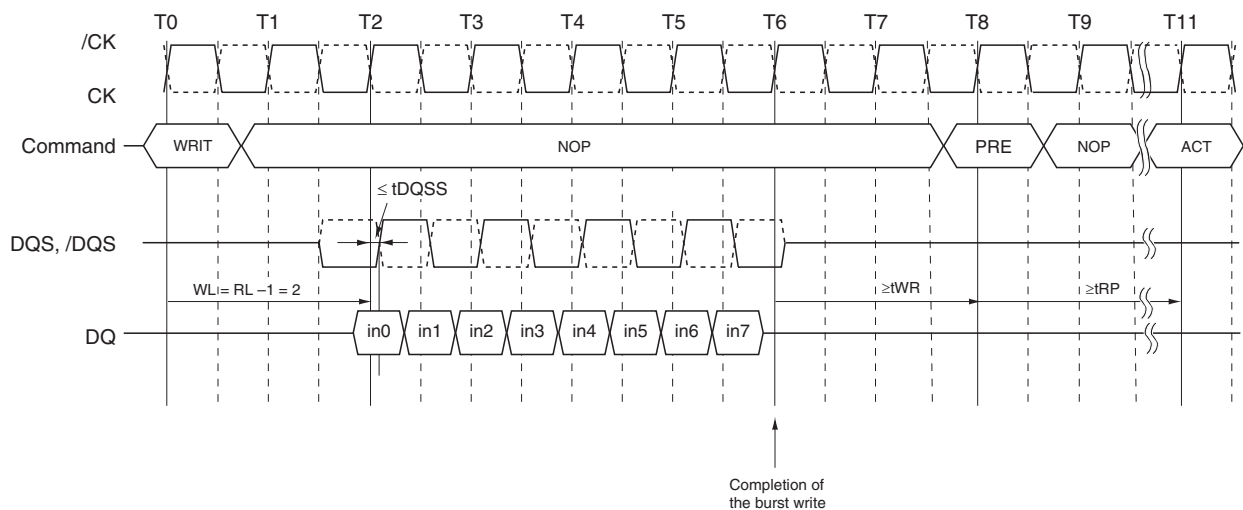 T0 T1 T2 T3 T4 T5 T6 T7 T8 T9 T11
/CK
CK
Command WRIT NOP PRE NOP ACT
≤ tDQSS
DQS, /DQS
WL = RL −1 = 2 ≥tWR ≥tRP
DQ in0 in1 in2 in3 in4 in5 in6 in7
Completion of
the burst write